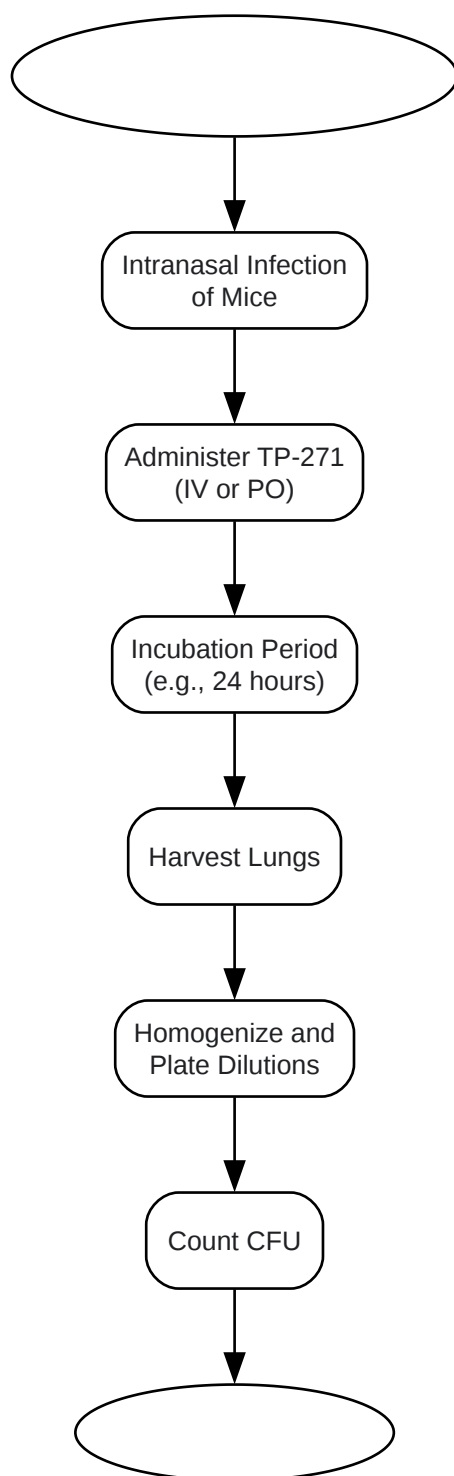 Intranasal Infection
of Mice
Administer TP-271
(IV or PO)
Incubation Period
(e.g., 24 hours)
Harvest Lungs
Homogenize and
Plate Dilutions
Count CFU